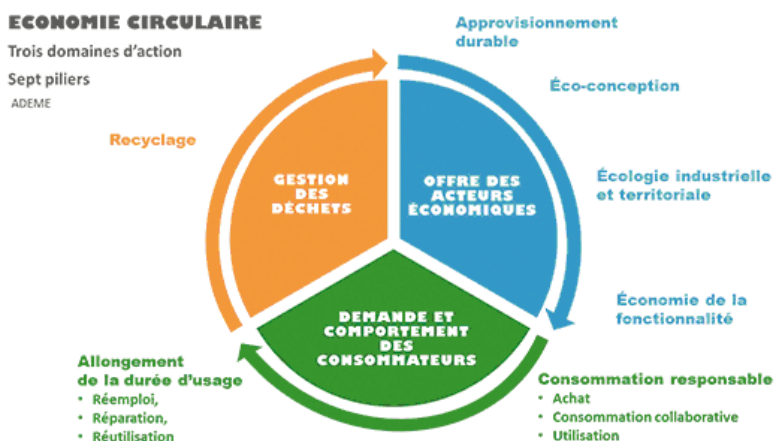 ECONOMIE CIRCULAIRE
Trois domaines d'action
Sept piliers
ADEME
Approvisionnement
durable
Éco-conception
Écologie industrielle
et territoriale
Économie de la
fonctionnalité
Recyclage
GESTION
DES
DÉCHETS
OFFRE DES
ACTEURS
ÉCONOMIQUES
DEMANDE ET
COMPORTEMENT
DES
CONSOMMATEURS
Allongement
de la durée d'usage
• Réemploi,
• Réparation,
• Réutilisation
Consommation responsable
• Achat
• Consommation collaborative
• Utilisation